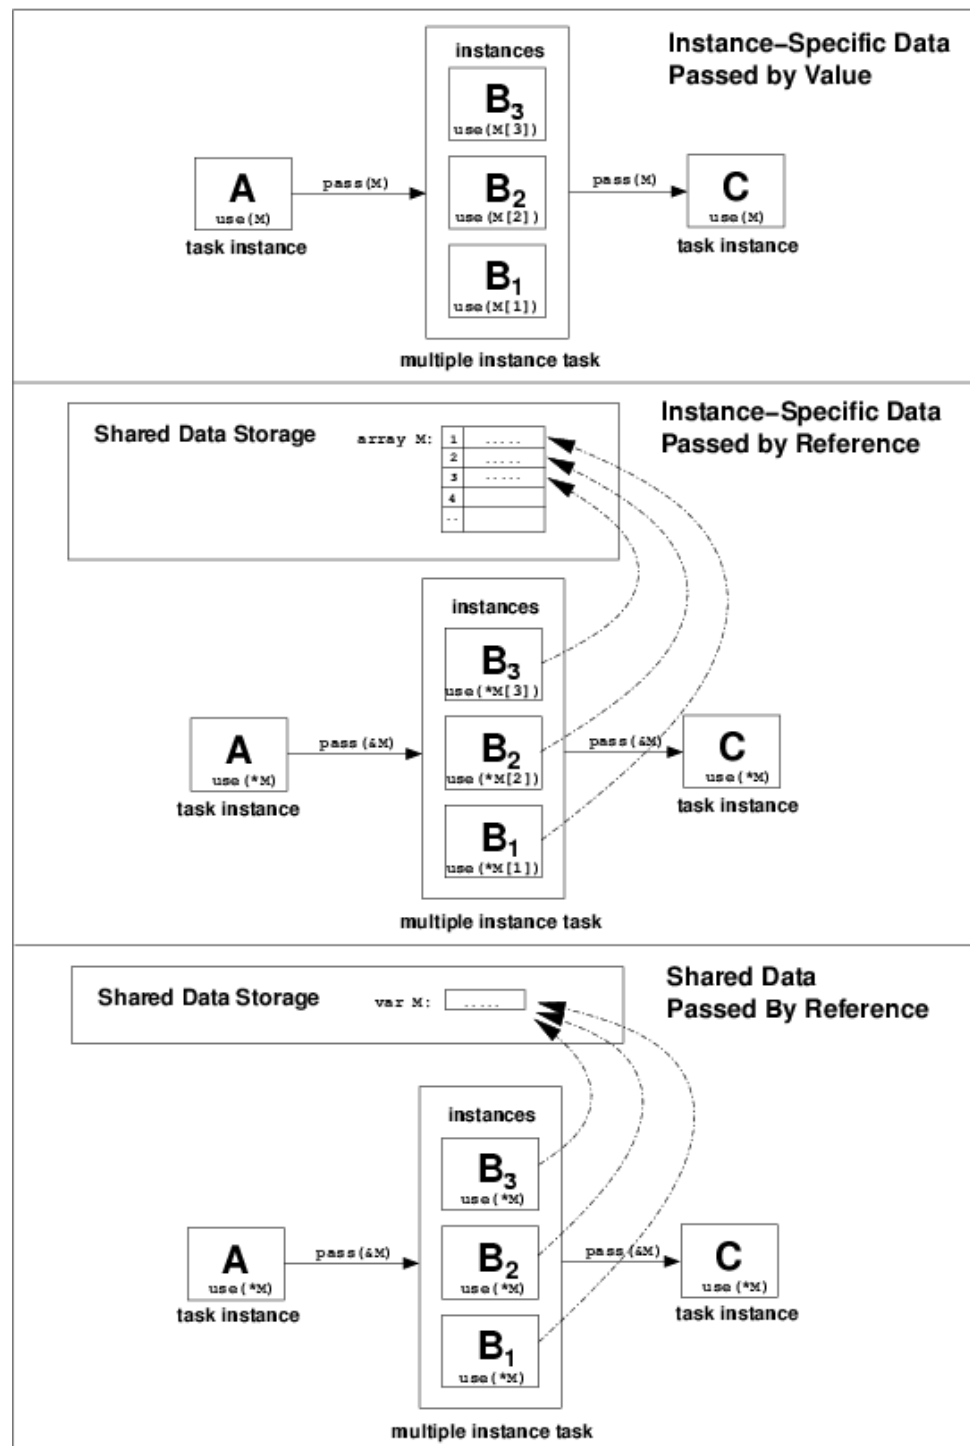 Instance-Specific Data
Passed by Value
instances
B3
use(M[3])
A
use(M)
task instance
pass(M)
B2
use(M[2])
pass(M)
C
use(M)
task instance
B1
use(M[1])
multiple instance task
Instance-Specific Data
Passed by Reference
Shared Data Storage
array M:
1 .....
2 .....
3 .....
4
--
instances
B3
use(*M[3])
A
use(*M)
task instance
pass(&M)
B2
use(*M[2])
pass(&M)
C
use(*M)
task instance
B1
use(*M[1])
multiple instance task
Shared Data
Passed By Reference
Shared Data Storage
var M: .....
instances
B3
use(*M)
A
use(*M)
task instance
pass(&M)
B2
use(*M)
pass(&M)
C
use(*M)
task instance
B1
use(*M)
multiple instance task